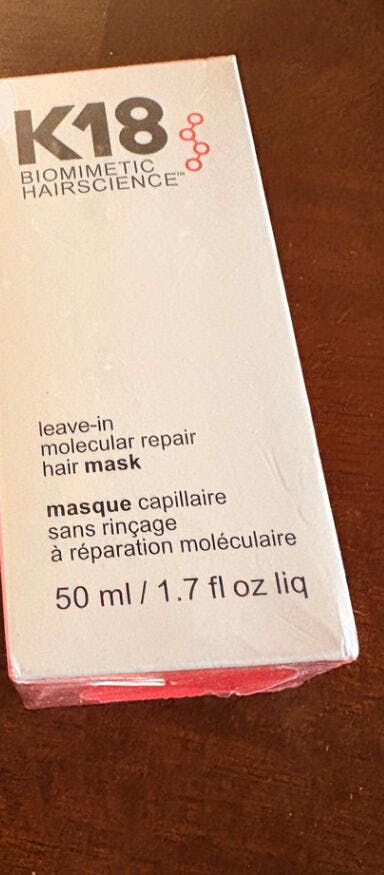 K18
BIOMIMETIC
HAIRSCIENCE™
leave-in
molecular repair
hair mask
masque capillaire
sans rinçage
à réparation moléculaire
50 ml / 1.7 fl oz liq